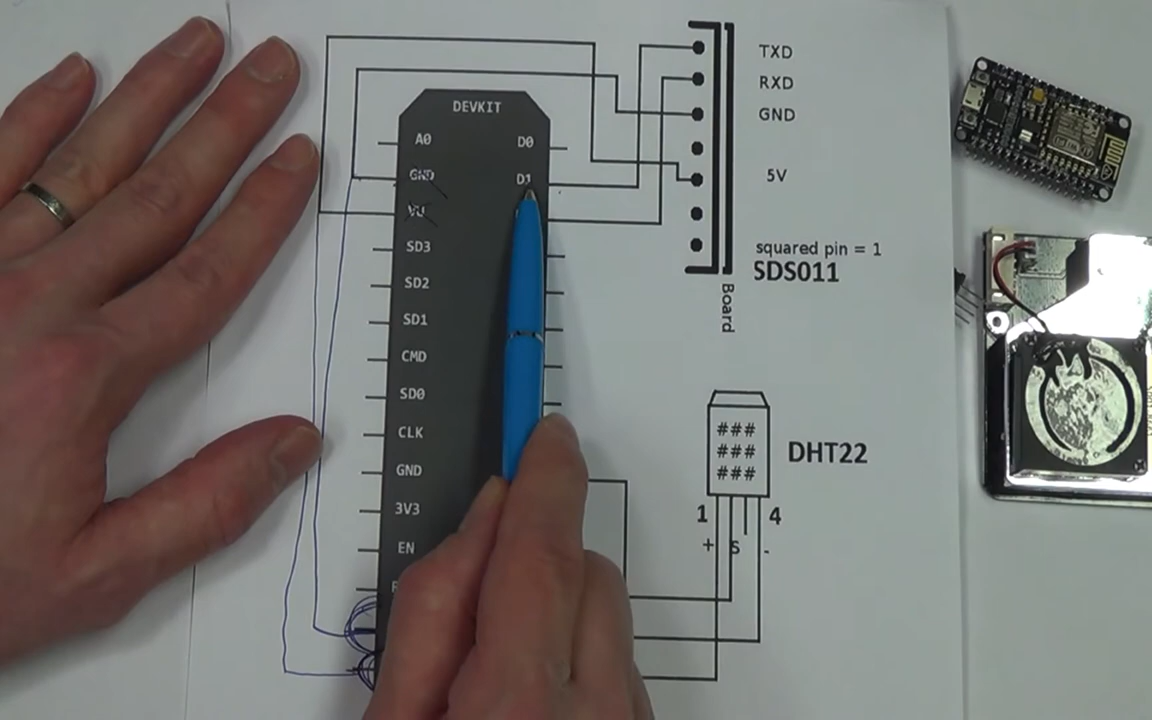 DEVKIT
A0
GND
VU
SD3
SD2
SD1
CMD
SD0
CLK
GND
3V3
EN
D0
D1
TXD
RXD
GND
5V
squared pin = 1
SDS011
Board
###
###
###
DHT22
1
4
+ S -